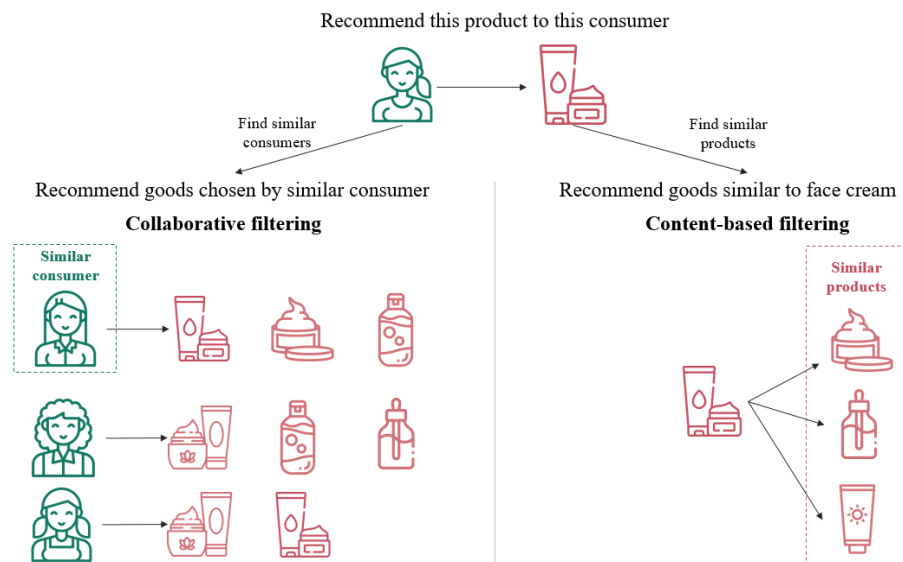 Recommend this product to this consumer
Find similar
consumers
Find similar
products
Recommend goods chosen by similar consumer
Collaborative filtering
Similar
consumer
Recommend goods similar to face cream
Content-based filtering
Similar
products